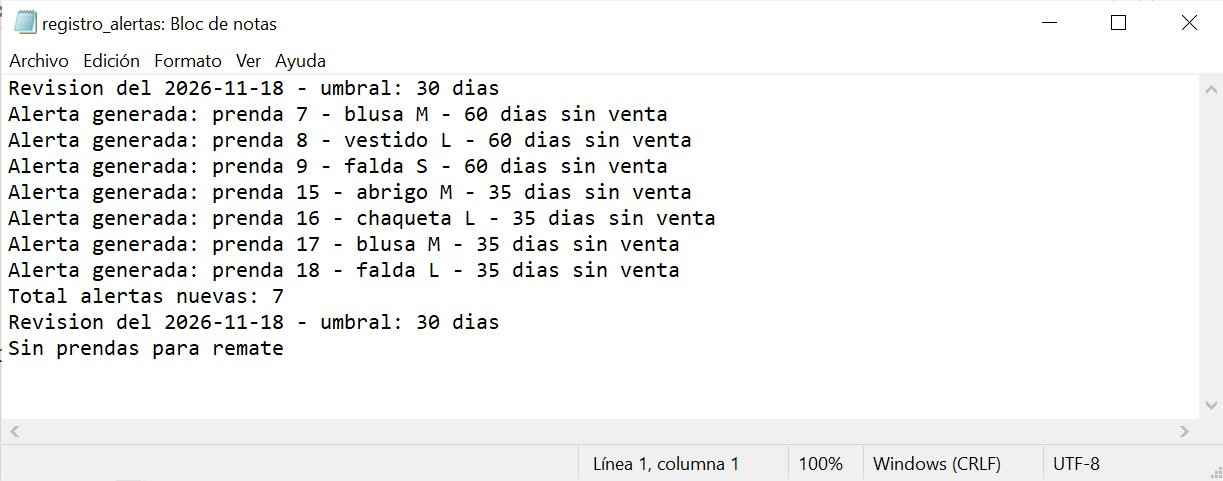 registro_alertas: Bloc de notas
Archivo Edición Formato Ver Ayuda
Revision del 2026-11-18 - umbral: 30 dias
Alerta generada: prenda 7 - blusa M - 60 dias sin venta
Alerta generada: prenda 8 - vestido L - 60 dias sin venta
Alerta generada: prenda 9 - falda S - 60 dias sin venta
Alerta generada: prenda 15 - abrigo M - 35 dias sin venta
Alerta generada: prenda 16 - chaqueta L - 35 dias sin venta
Alerta generada: prenda 17 - blusa M - 35 dias sin venta
Alerta generada: prenda 18 - falda L - 35 dias sin venta
Total alertas nuevas: 7
Revision del 2026-11-18 - umbral: 30 dias
Sin prendas para remate
Línea 1, columna 1 100% Windows (CRLF) UTF-8